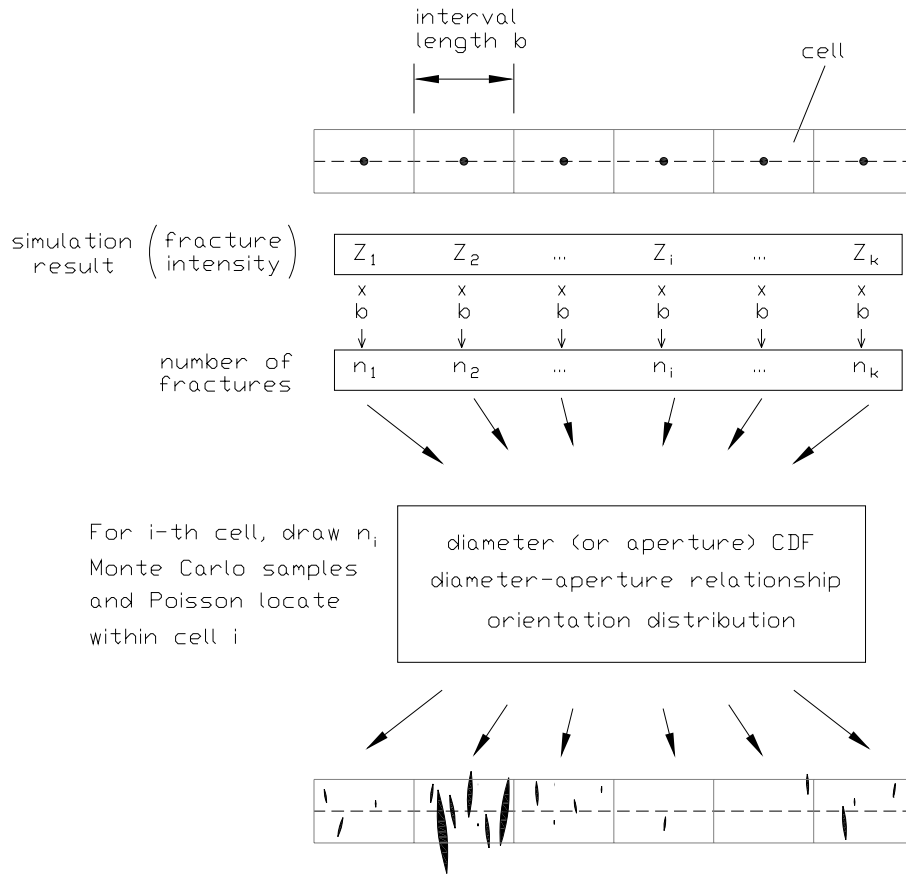 interval
length b
cell
simulation (fracture
result intensity)
Z₁ Z₂ ... Zᵢ ... Zₖ
x x x x x x
b b b b b b
number of
fractures
n₁ n₂ ... nᵢ ... nₖ
For i-th cell, draw nᵢ
Monte Carlo samples
and Poisson locate
within cell i
diameter (or aperture) CDF
diameter-aperture relationship
orientation distribution